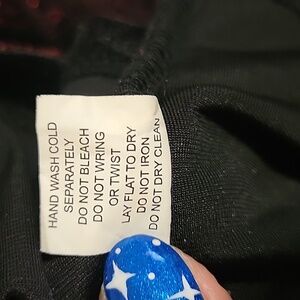 HAND WASH COLD
SEPARATELY
DO NOT BLEACH
DO NOT WRING
OR TWIST
LAY FLAT TO DRY
DO NOT IRON
DO NOT DRY CLEAN